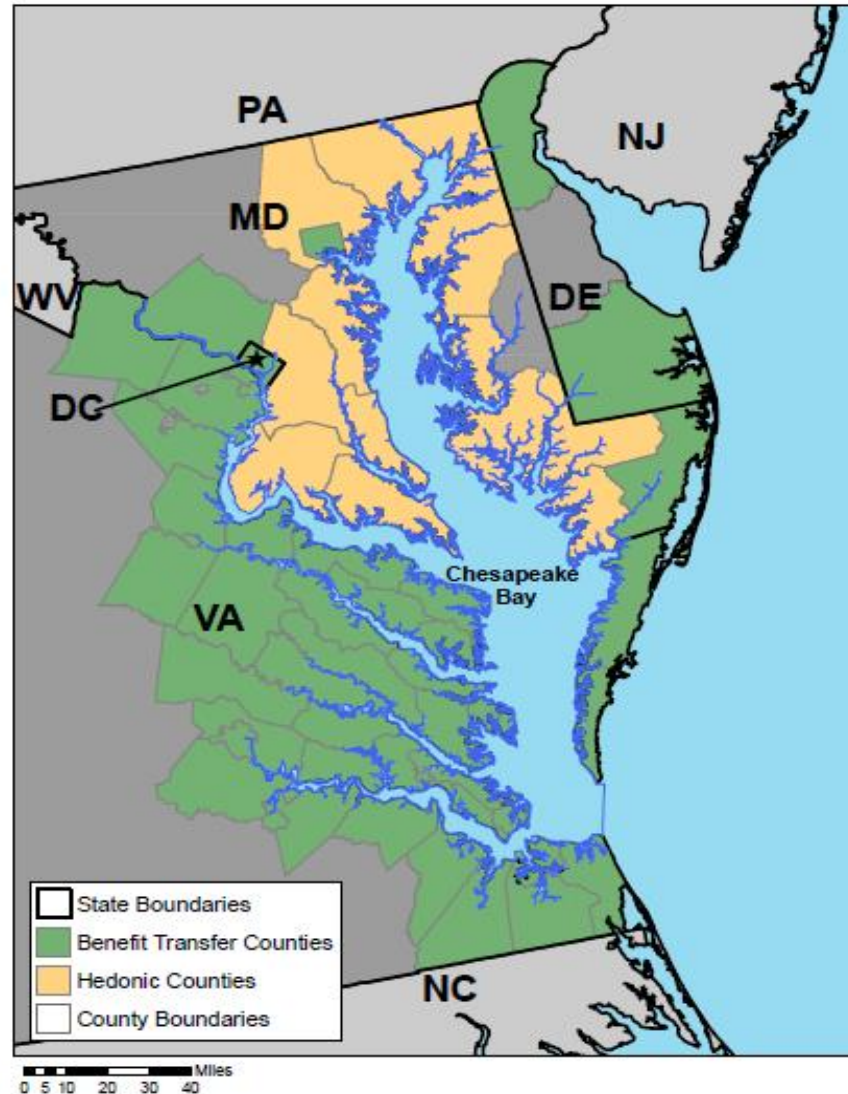 PA
NJ
MD
WV
DE
DC
Chesapeake
Bay
VA
State Boundaries
Benefit Transfer Counties
Hedonic Counties
County Boundaries
NC
Miles
0 5 10 20 30 40